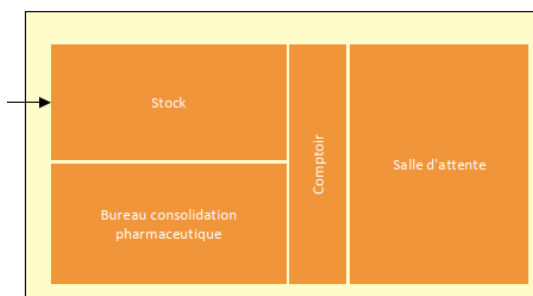 Stock
Comptoir
Salle d'attente
Bureau consolidation
pharmaceutique